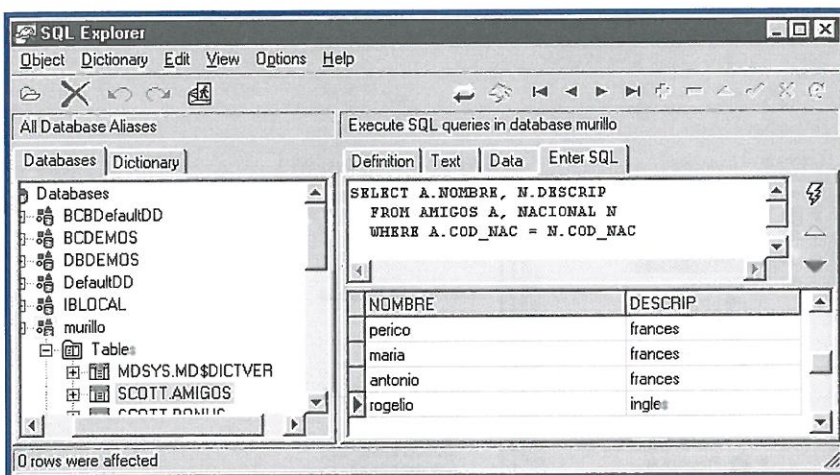 SQL Explorer
Object Dictionary Edit View Options Help
All Database Aliases
Execute SQL queries in database murillo
Databases Dictionary
Definition Text Data Enter SQL
Databases
BCBDefaultDD
BCDEMOS
DBDEMOS
DefaultDD
IBLOCAL
murillo
Tables
MDSYS.MD$DICTVER
SCOTT.AMIGOS
SCOTT.BONUS
SELECT A.NOMBRE, N.DESCRIP
FROM AMIGOS A, NACIONAL N
WHERE A.COD_NAC = N.COD_NAC
NOMBRE DESCRIP
perico frances
maria frances
antonio frances
rogelio ingles
0 rows were affected